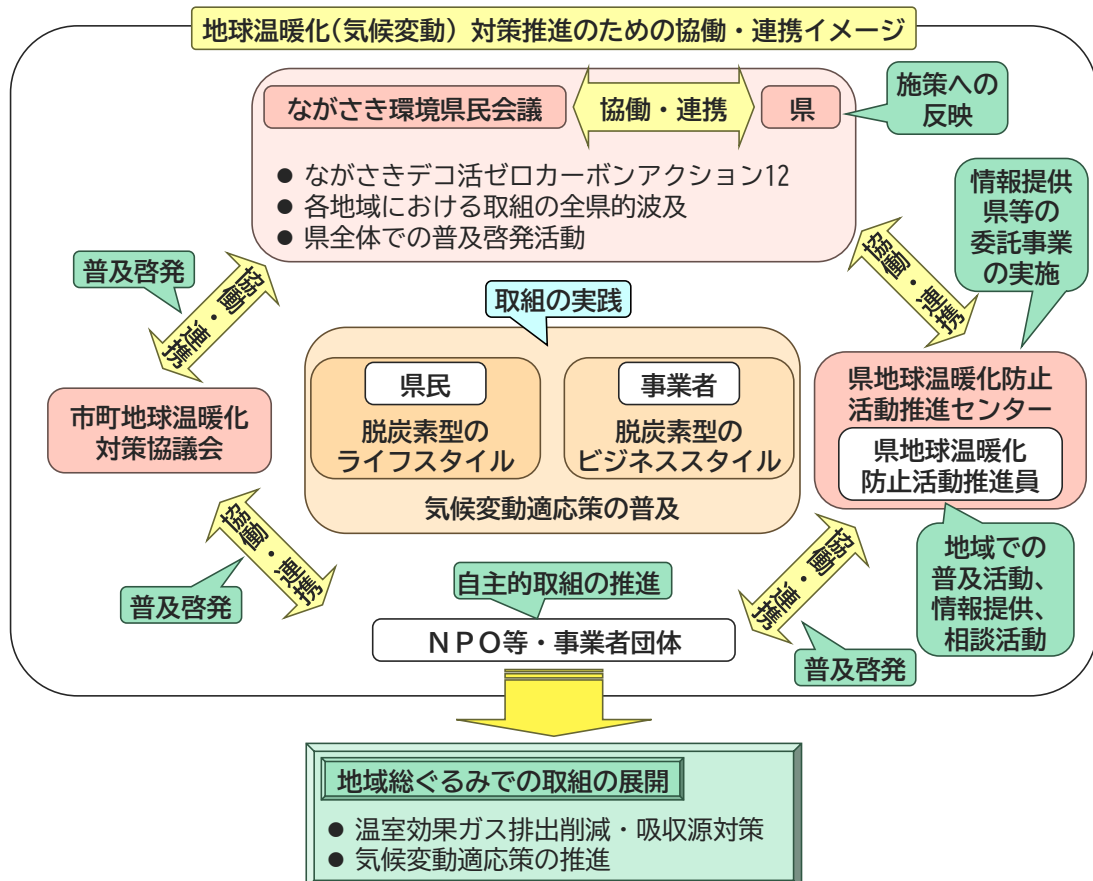 地球温暖化(気候変動) 対策推進のための協働・連携イメージ
ながさき環境県民会議
協働・連携
県
施策への
反映
● ながさきデコ活ゼロカーボンアクション12
● 各地域における取組の全県的波及
● 県全体での普及啓発活動
情報提供
県等の
委託事業
の実施
普及啓発
協働・連携
協働・連携
取組の実践
県民
脱炭素型の
ライフスタイル
事業者
脱炭素型の
ビジネススタイル
気候変動適応策の普及
市町地球温暖化
対策協議会
県地球温暖化防止
活動推進センター
県地球温暖化
防止活動推進員
協働・連携
普及啓発
協働・連携
普及啓発
地域での
普及活動、
情報提供、
相談活動
自主的取組の推進
NPO等・事業者団体
地域総ぐるみでの取組の展開
● 温室効果ガス排出削減・吸収源対策
● 気候変動適応策の推進